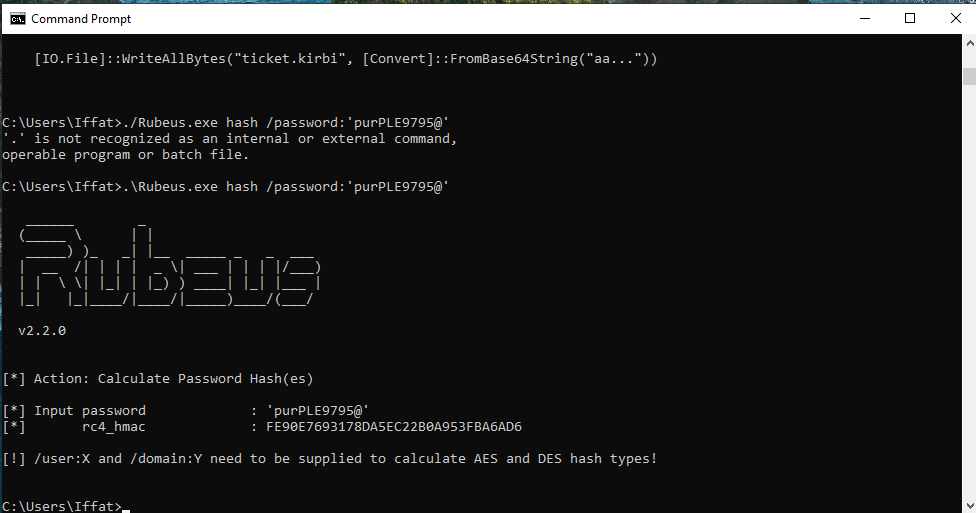 Command Prompt
[IO.File]::WriteAllBytes("ticket.kirbi", [Convert]::FromBase64String("aa..."))
C:\Users\Iffat>./Rubeus.exe hash /password:'purPLE9795@'
'.' is not recognized as an internal or external command,
operable program or batch file.
C:\Users\Iffat>.\Rubeus.exe hash /password:'purPLE9795@'
Rubeus
v2.2.0
[*] Action: Calculate Password Hash(es)
[*] Input password : 'purPLE9795@'
[*] rc4_hmac : FE90E7693178DA5EC22B0A953FBA6AD6
[!] /user:X and /domain:Y need to be supplied to calculate AES and DES hash types!
C:\Users\Iffat>